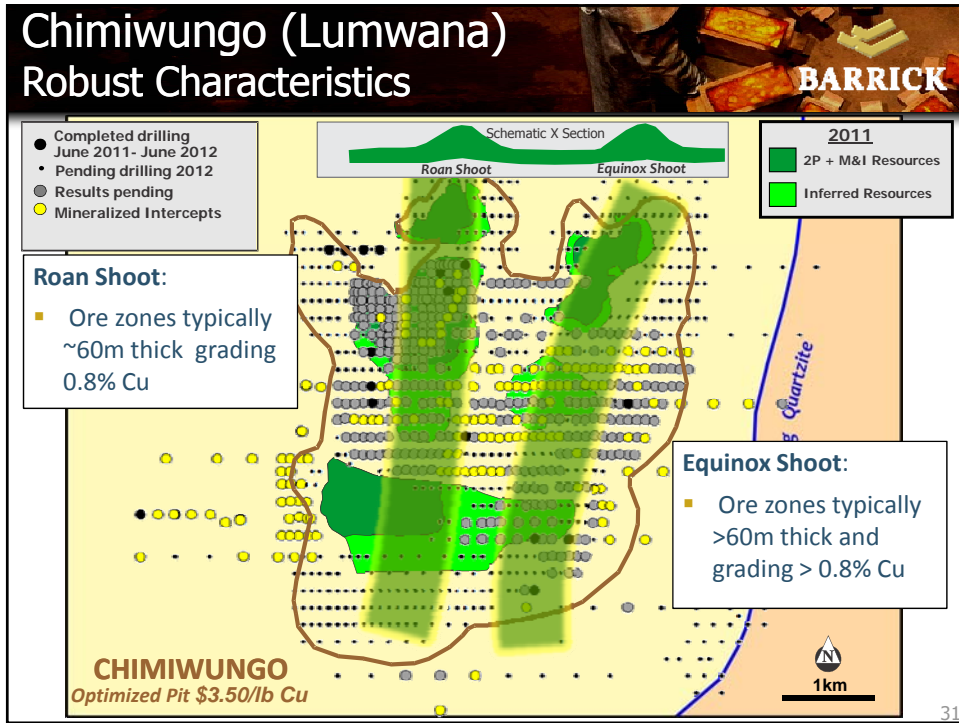 Chimiwungo (Lumwana)
Robust Characteristics
BARRICK
Completed drilling
June 2011- June 2012
Pending drilling 2012
Results pending
Mineralized Intercepts
Schematic X Section
Roan Shoot
Equinox Shoot
2011
2P + M&I Resources
Inferred Resources
Roan Shoot:
Ore zones typically
~60m thick grading
0.8% Cu
Quartzite
Equinox Shoot:
Ore zones typically
>60m thick and
grading > 0.8% Cu
CHIMIWUNGO
Optimized Pit $3.50/lb Cu
N
1km
31